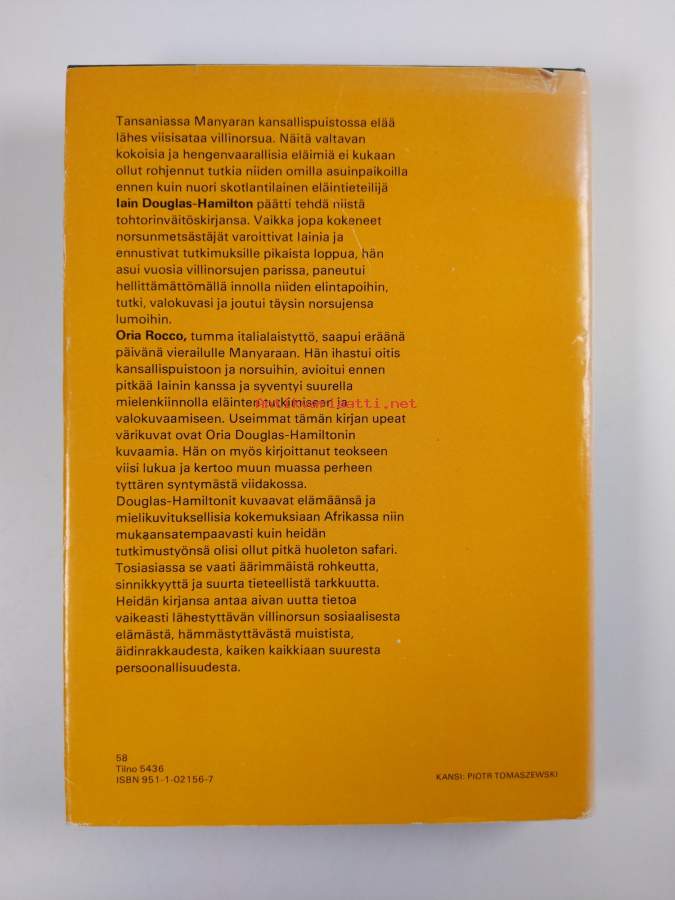 Tansaniassa Manyaran kansallispuistossa elää
lähes viisisataa villinorsua. Näitä valtavan
kokoisia ja hengenvaarallisia eläimiä ei kukaan
ollut rohjennut tutkia niiden omilla asuinpaikoilla
ennen kuin nuori skotlantilainen eläintieteilijä
Iain Douglas-Hamilton päätti tehdä niistä
tohtorinväitöskirjansa. Vaikka jopa kokeneet
norsunmetsästäjät varoittivat Iainia ja
ennustivat tutkimuksille pikaista loppua, hän
asui vuosia villinorsujen parissa, paneutui
hellittämättömällä innolla niiden elintapoihin,
tutki, valokuvasi ja joutui täysin norsujensa
lumoihin.
Oria Rocco, tumma italialaistyttö, saapui eräänä
päivänä vierailulle Manyaraan. Hän ihastui oitis
kansallispuistoon ja norsuihin, avioitui ennen
pitkää Iainin kanssa ja syventyi suurella
mielenkiinnolla eläinten tutkimiseen ja
valokuvaamiseen. Useimmat tämän kirjan upeat
värikuvat ovat Oria Douglas-Hamiltonin
kuvaamia. Hän on myös kirjoittanut teokseen
viisi lukua ja kertoo muun muassa perheen
tyttären syntymästä viidakossa.
Douglas-Hamiltonit kuvaavat elämäänsä ja
mielikuvituksellisia kokemuksiaan Afrikassa niin
mukaansatempaavasti kuin heidän
tutkimustyönsä olisi ollut pitkä huoleton safari.
Tosiasiassa se vaati äärimmäistä rohkeutta,
sinnikkyyttä ja suurta tieteellistä tarkkuutta.
Heidän kirjansa antaa aivan uutta tietoa
vaikeasti lähestyttävän villinorsun sosiaalisesta
elämästä, hämmästyttävästä muistista,
äidinrakkaudesta, kaiken kaikkiaan suuresta
persoonallisuudesta.
58
Tilno 5436
ISBN 951-1-02156-7
KANSI: PIOTR TOMASZEWSKI